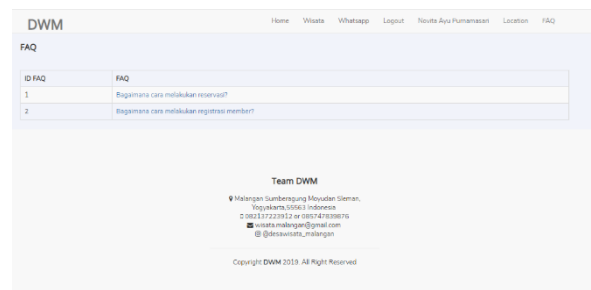 DWM
Home Wisata Whatsapp Logout Novita Ayu Purnamasari Location FAQ
FAQ
ID FAQ FAQ
1 Bagaimana cara melakukan reservasi?
2 Bagaimana cara melakukan registrasi member?
Team DWM
Malangan Sumberagung Moyudan Sleman,
Yogyakarta,55563 Indonesia
082137223912 or 085747839876
wisata.malangan@gmail.com
@desawisata_malangan
Copyright DWM 2019. All Right Reserved